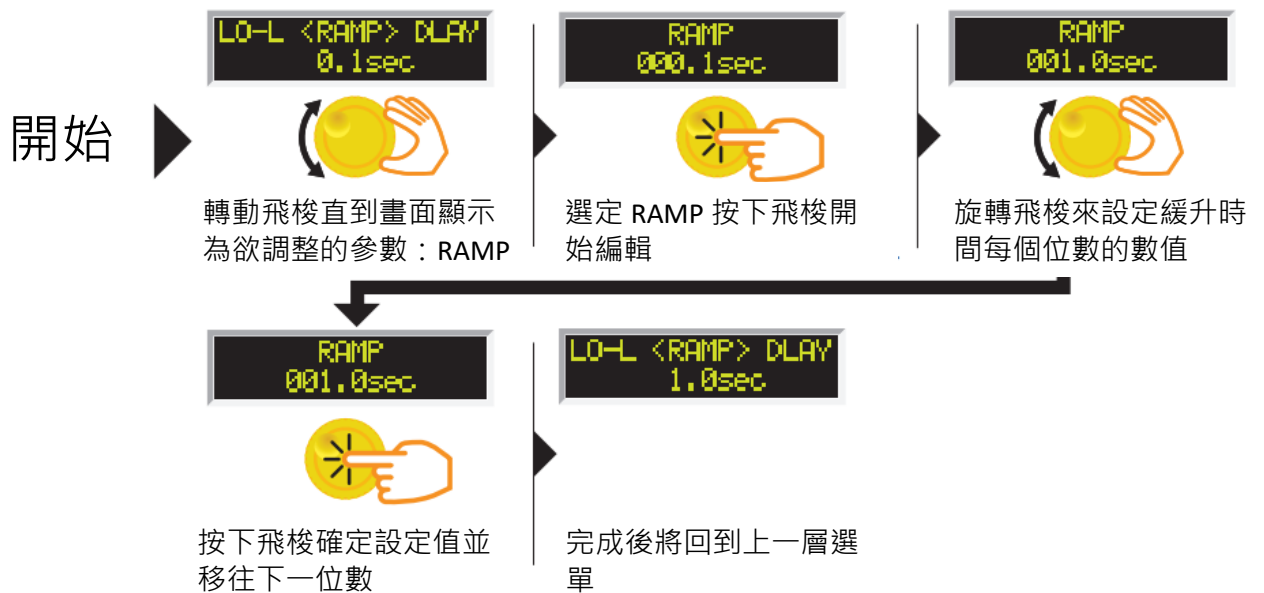 開始
LO-L <RAMP> DLAY
0.1sec
轉動飛梭直到畫面顯示
為欲調整的參數：RAMP
RAMP
000.1sec
選定 RAMP 按下飛梭開
始編輯
RAMP
001.0sec
旋轉飛梭來設定緩升時
間每個位數的數值
RAMP
001.0sec
按下飛梭確定設定值並
移往下一位數
LO-L <RAMP> DLAY
1.0sec
完成後將回到上一層選
單